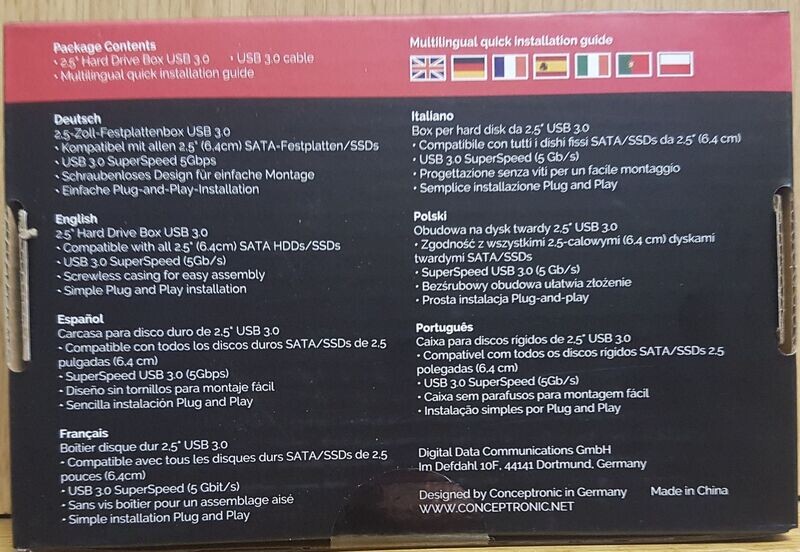 Package Contents
• 2.5" Hard Drive Box USB 3.0 • USB 3.0 cable
• Multilingual quick installation guide
Multilingual quick installation guide
Deutsch
2.5-Zoll-Festplattenbox USB 3.0
• Kompatibel mit allen 2.5" (6.4cm) SATA-Festplatten/SSDs
• USB 3.0 SuperSpeed 5Gbps
• Schraubenloses Design für einfache Montage
• Einfache Plug-and-Play-Installation
English
2.5" Hard Drive Box USB 3.0
• Compatible with all 2.5" (6.4cm) SATA HDDs/SSDs
• USB 3.0 SuperSpeed (5Gb/s)
• Screwless casing for easy assembly
• Simple Plug and Play installation
Español
Carcasa para disco duro de 2,5" USB 3.0
• Compatible con todos los discos duros SATA/SSDs de 2.5
pulgadas (6.4 cm)
• SuperSpeed USB 3.0 (5Gbps)
• Diseño sin tornillos para montaje fácil
• Sencilla instalación Plug and Play
Français
Boîtier disque dur 2,5" USB 3.0
• Compatible avec tous les disques durs SATA/SSDs de 2.5
pouces (6,4cm)
• USB 3.0 SuperSpeed (5 Gbit/s)
• Sans vis boîtier pour un assemblage aisé
• Simple installation Plug and Play
Italiano
Box per hard disk da 2,5" USB 3.0
• Compatibile con tutti i dishi fissi SATA/SSDs da 2.5" (6.4 cm)
• USB 3.0 SuperSpeed (5 Gb/s)
• Progettazione senza viti per un facile montaggio
• Semplice installazione Plug and Play
Polski
Obudowa na dysk twardy 2.5" USB 3.0
• Zgodność z wszystkimi 2,5-calowymi (6.4 cm) dyskami
twardymi SATA/SSDs
• SuperSpeed USB 3.0 (5 Gb/s)
• Bezśrubowy obudowa ułatwia złożenie
• Prosta instalacja Plug-and-play
Português
Caixa para discos rígidos de 2,5" USB 3.0
• Compatível com todos os discos rígidos SATA/SSDs 2,5
polegadas (6,4 cm)
• USB 3.0 SuperSpeed (5Gb/s)
• Caixa sem parafusos para montagem fácil
• Instalação simples por Plug and Play
Digital Data Communications GmbH
Im Defdahl 10F, 44141 Dortmund, Germany
Designed by Conceptronic in Germany Made in China
WWW.CONCEPTRONIC.NET